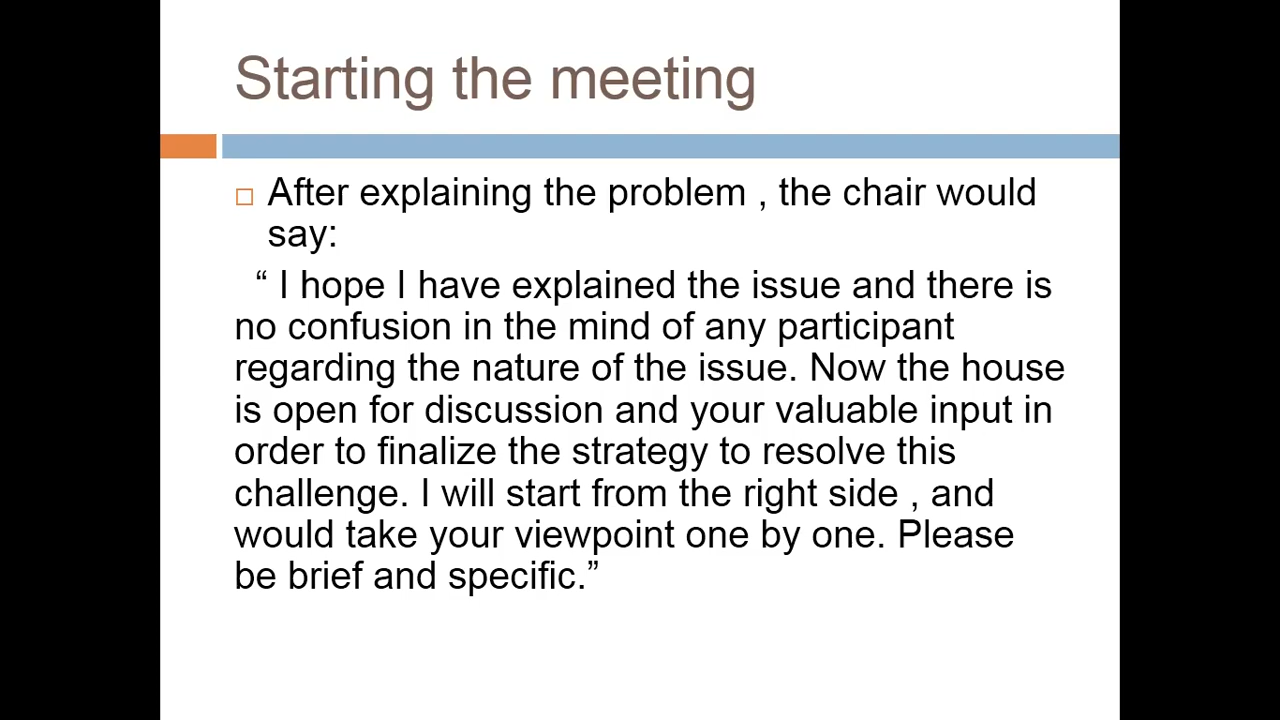 Starting the meeting
After explaining the problem , the chair would
say:
“ I hope I have explained the issue and there is
no confusion in the mind of any participant
regarding the nature of the issue. Now the house
is open for discussion and your valuable input in
order to finalize the strategy to resolve this
challenge. I will start from the right side , and
would take your viewpoint one by one. Please
be brief and specific.”